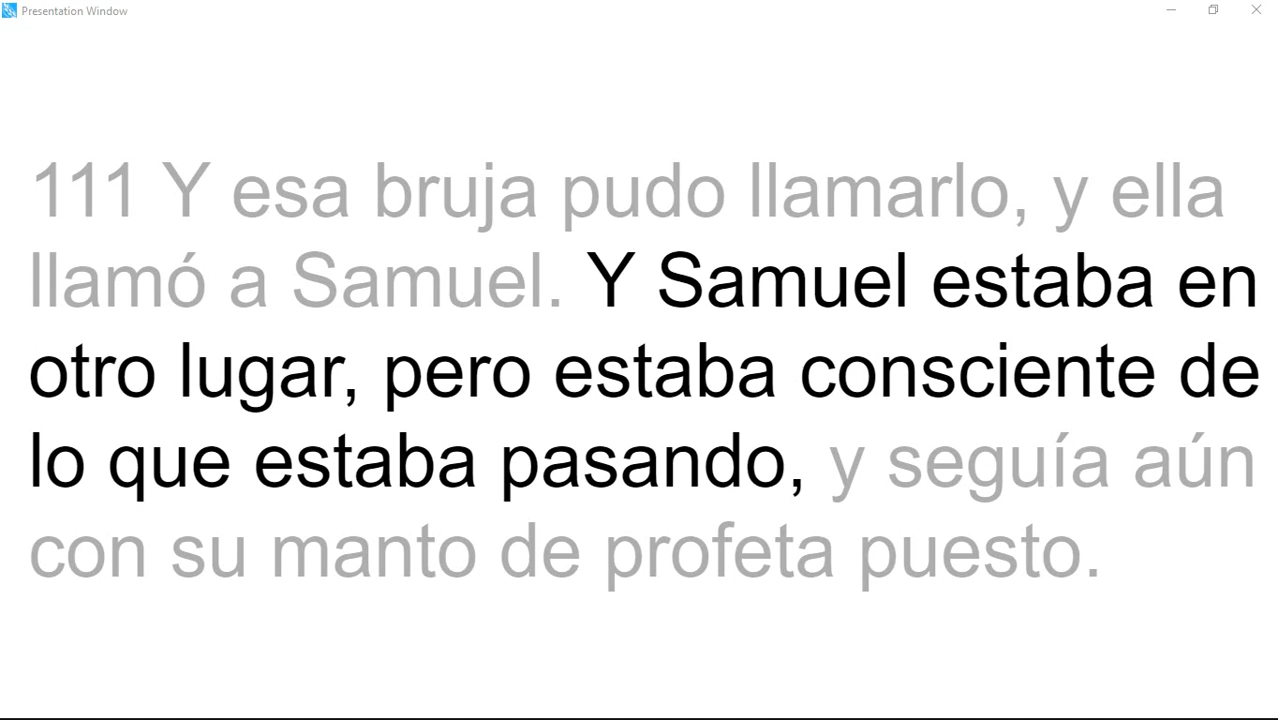 Presentation Window
111 Y esa bruja pudo llamarlo, y ella
llamó a Samuel. Y Samuel estaba en
otro lugar, pero estaba consciente de
lo que estaba pasando, y seguía aún
con su manto de profeta puesto.